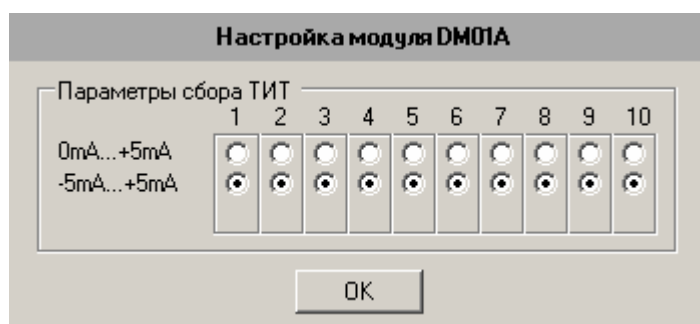 Настройка модуля DM01A
Параметры сбора ТИТ
1 2 3 4 5 6 7 8 9 10
0mA...+5mA
-5mA...+5mA
OK